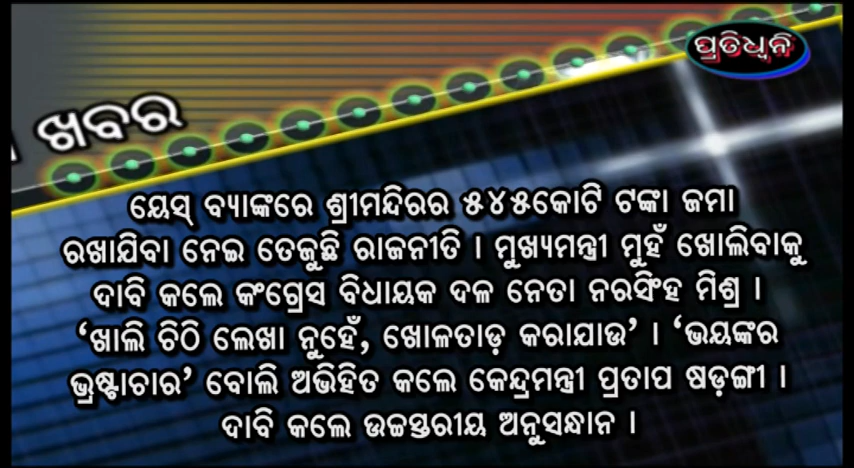 ପ୍ରତିଧ୍ୱନି
ଖବର
ୟେସ୍ ବ୍ୟାଙ୍କରେ ଶ୍ରୀମନ୍ଦିରର ୫୪୫କୋଟି ଟଙ୍କା ଜମା
ରଖାଯିବା ନେଇ ତେଜୁଛି ରାଜନୀତି । ମୁଖ୍ୟମନ୍ତ୍ରୀ ମୁହଁ ଖୋଲିବାକୁ
ଦାବି କଲେ କଂଗ୍ରେସ ବିଧାୟକ ଦଳ ନେତା ନରସିଂହ ମିଶ୍ର ।
‘ଖାଲି ଚିଠି ଲେଖା ନୁହେଁ, ଖୋଳତାଡ଼ କରାଯାଉ’ । ‘ଭୟଙ୍କର
ଭ୍ରଷ୍ଟାଚାର’ ବୋଲି ଅଭିହିତ କଲେ କେନ୍ଦ୍ରମନ୍ତ୍ରୀ ପ୍ରତାପ ଷଡ଼ଙ୍ଗୀ ।
ଦାବି କଲେ ଉଚ୍ଚସ୍ତରୀୟ ଅନୁସନ୍ଧାନ ।